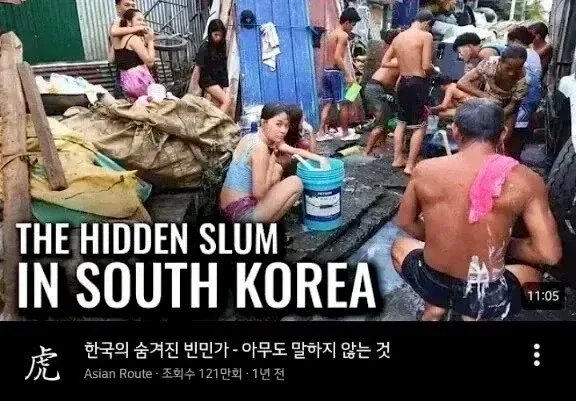 THE HIDDEN SLUM
IN SOUTH KOREA
11:05
虎
한국의 숨겨진 빈민가 - 아무도 말하지 않는 것
Asian Route · 조회수 121만회 · 1년 전